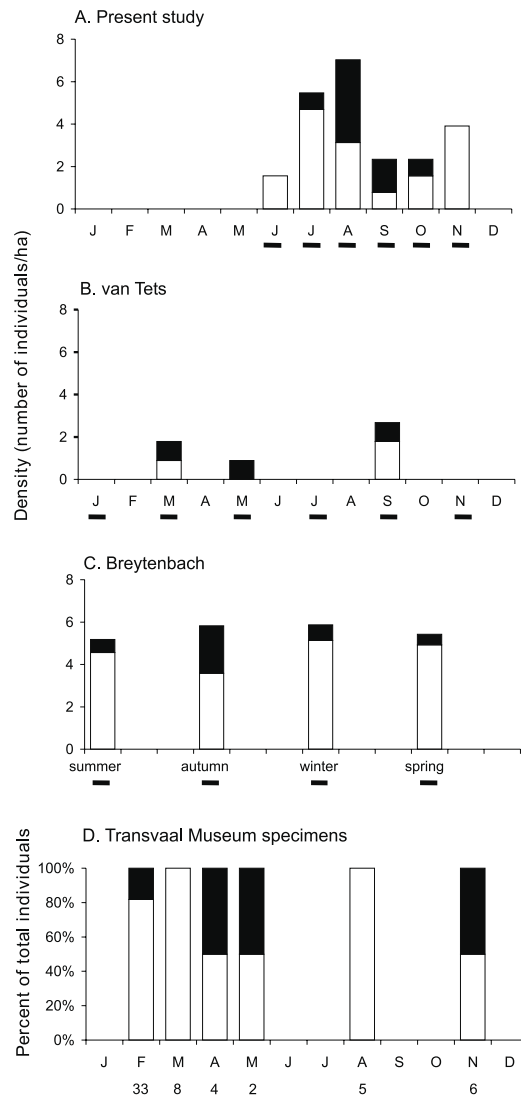 A. Present study
8
6
4
2
0
J F M A M J J A S O N D
B. van Tets
8
6
4
2
0
J F M A M J J A S O N D
Density (number of individuals/ha)
C. Breytenbach
8
6
4
2
0
summer autumn winter spring
D. Transvaal Museum specimens
100%
80%
60%
40%
20%
0%
Percent of total individuals
J F M A M J J A S O N D
33 8 4 2 5 6